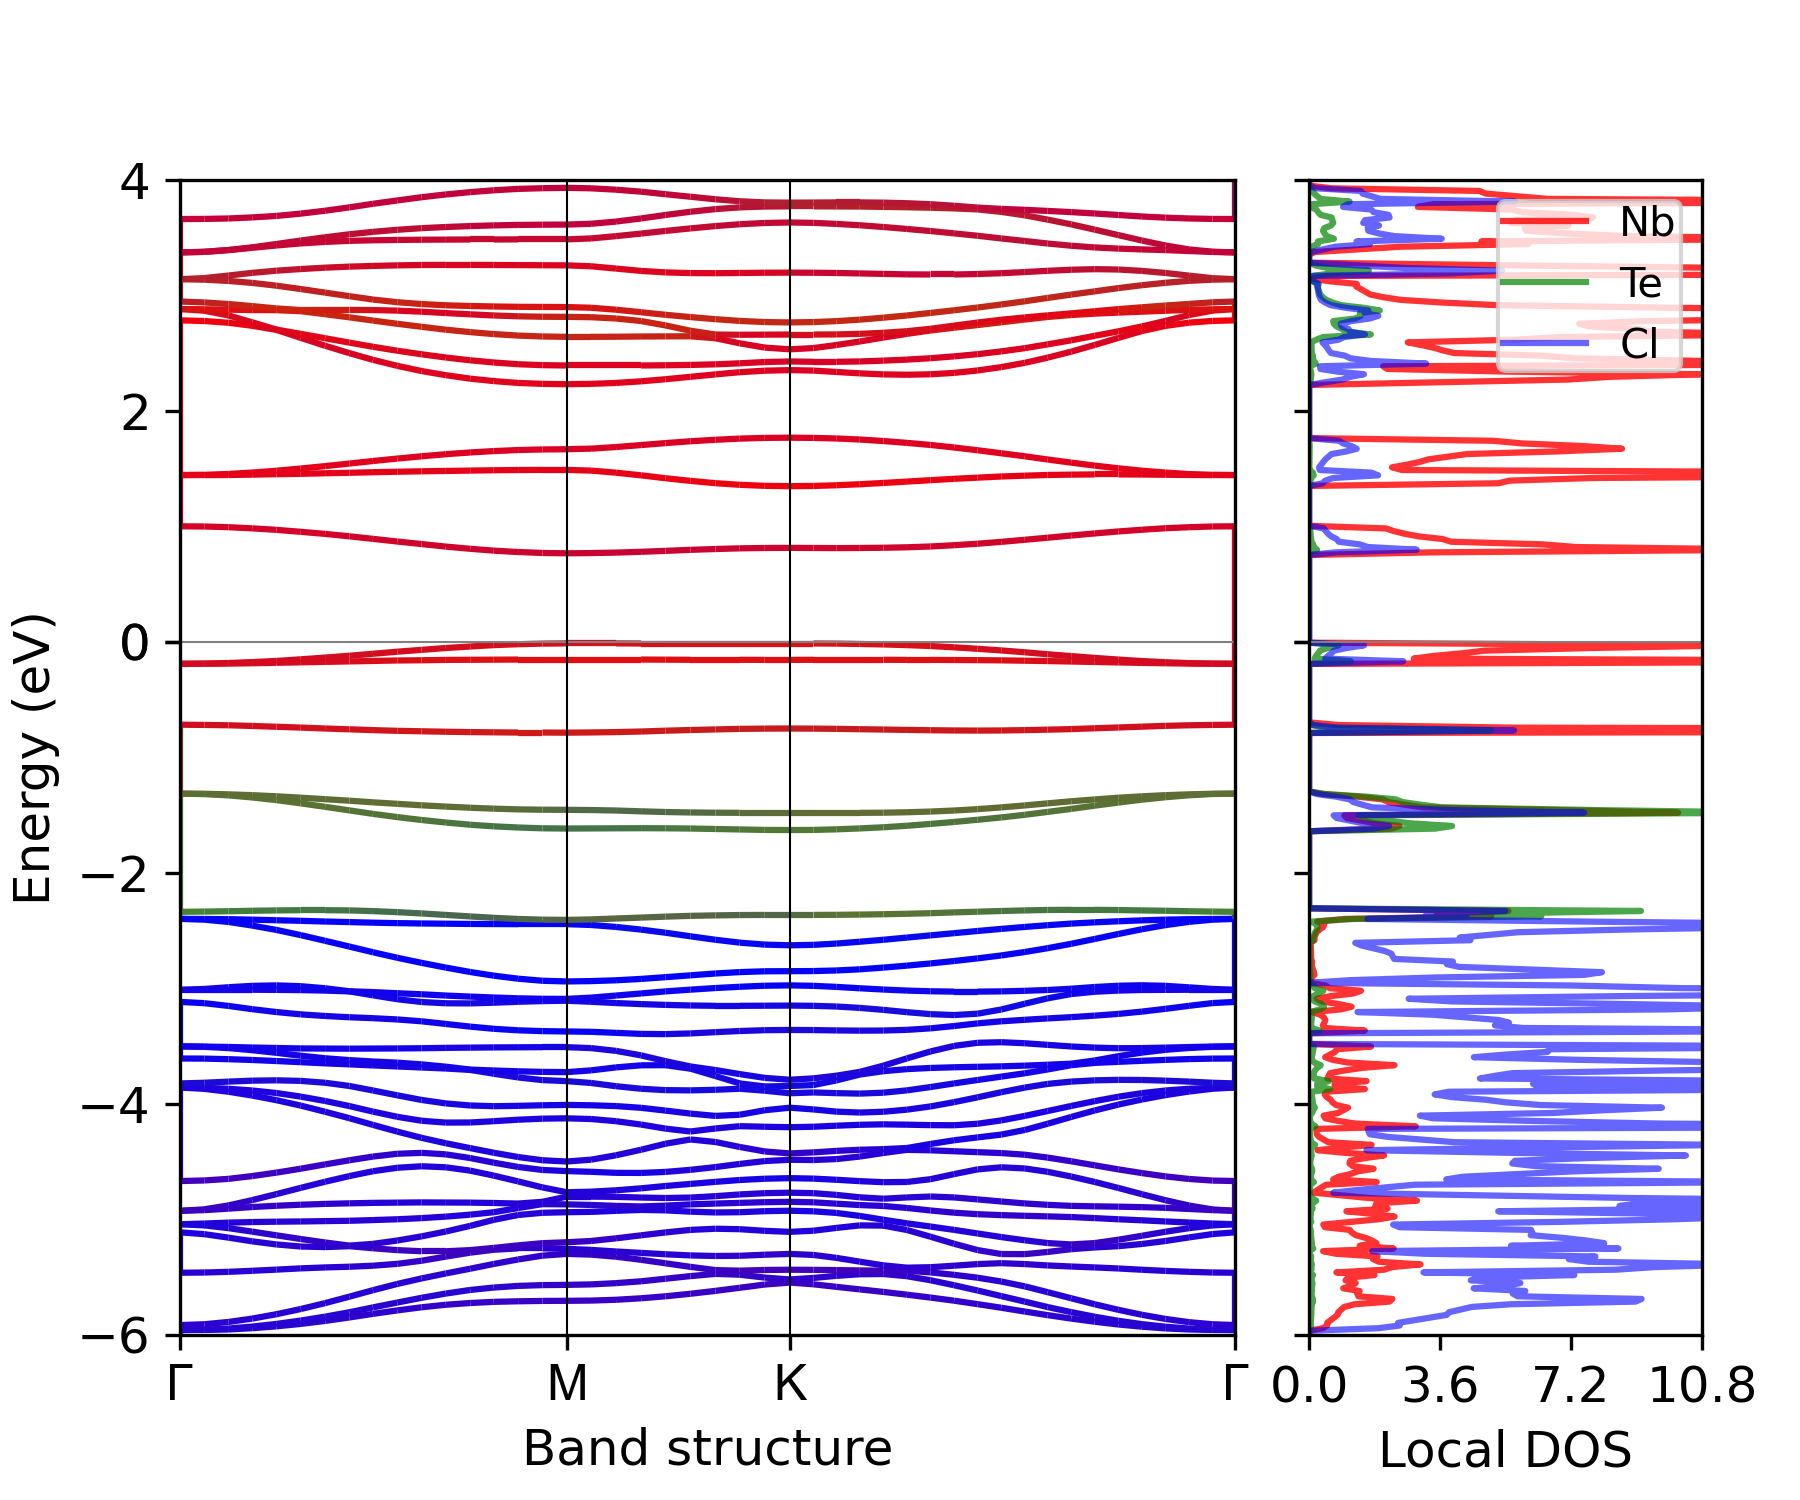 4
2
0
−2
−4
−6
Energy (eV)
Γ
M
K
Γ
Band structure
Nb
Te
Cl
0.0
3.6
7.2
10.8
Local DOS